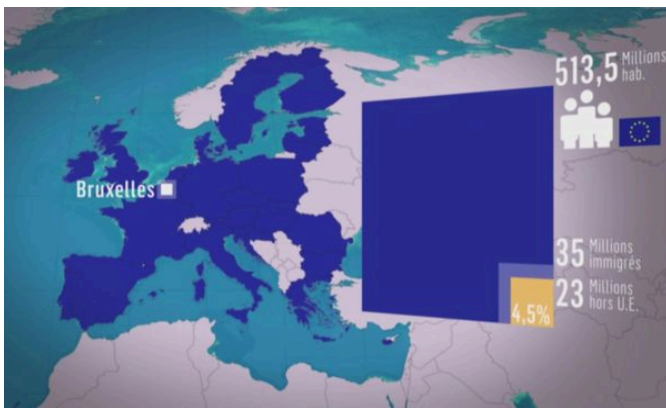 513,5 Millions
hab.
Bruxelles
35 Millions
immigrés
23 Millions
hors U.E.
4,5%